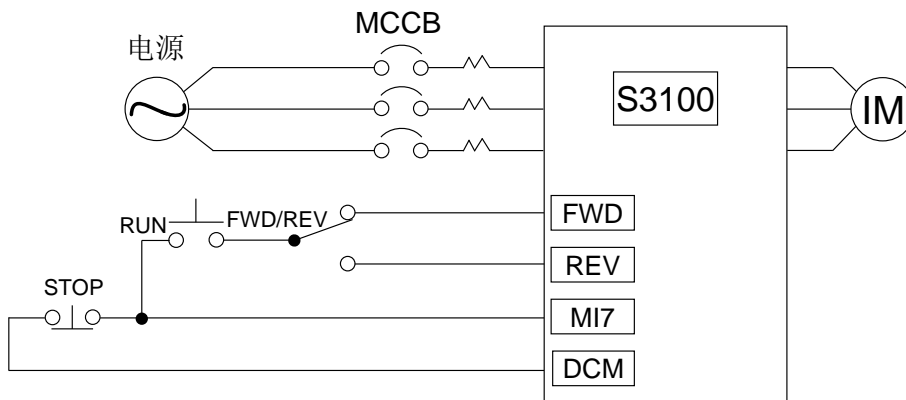 MCCB
电源
S3100
IM
RUN
FWD/REV
FWD
REV
STOP
MI7
DCM